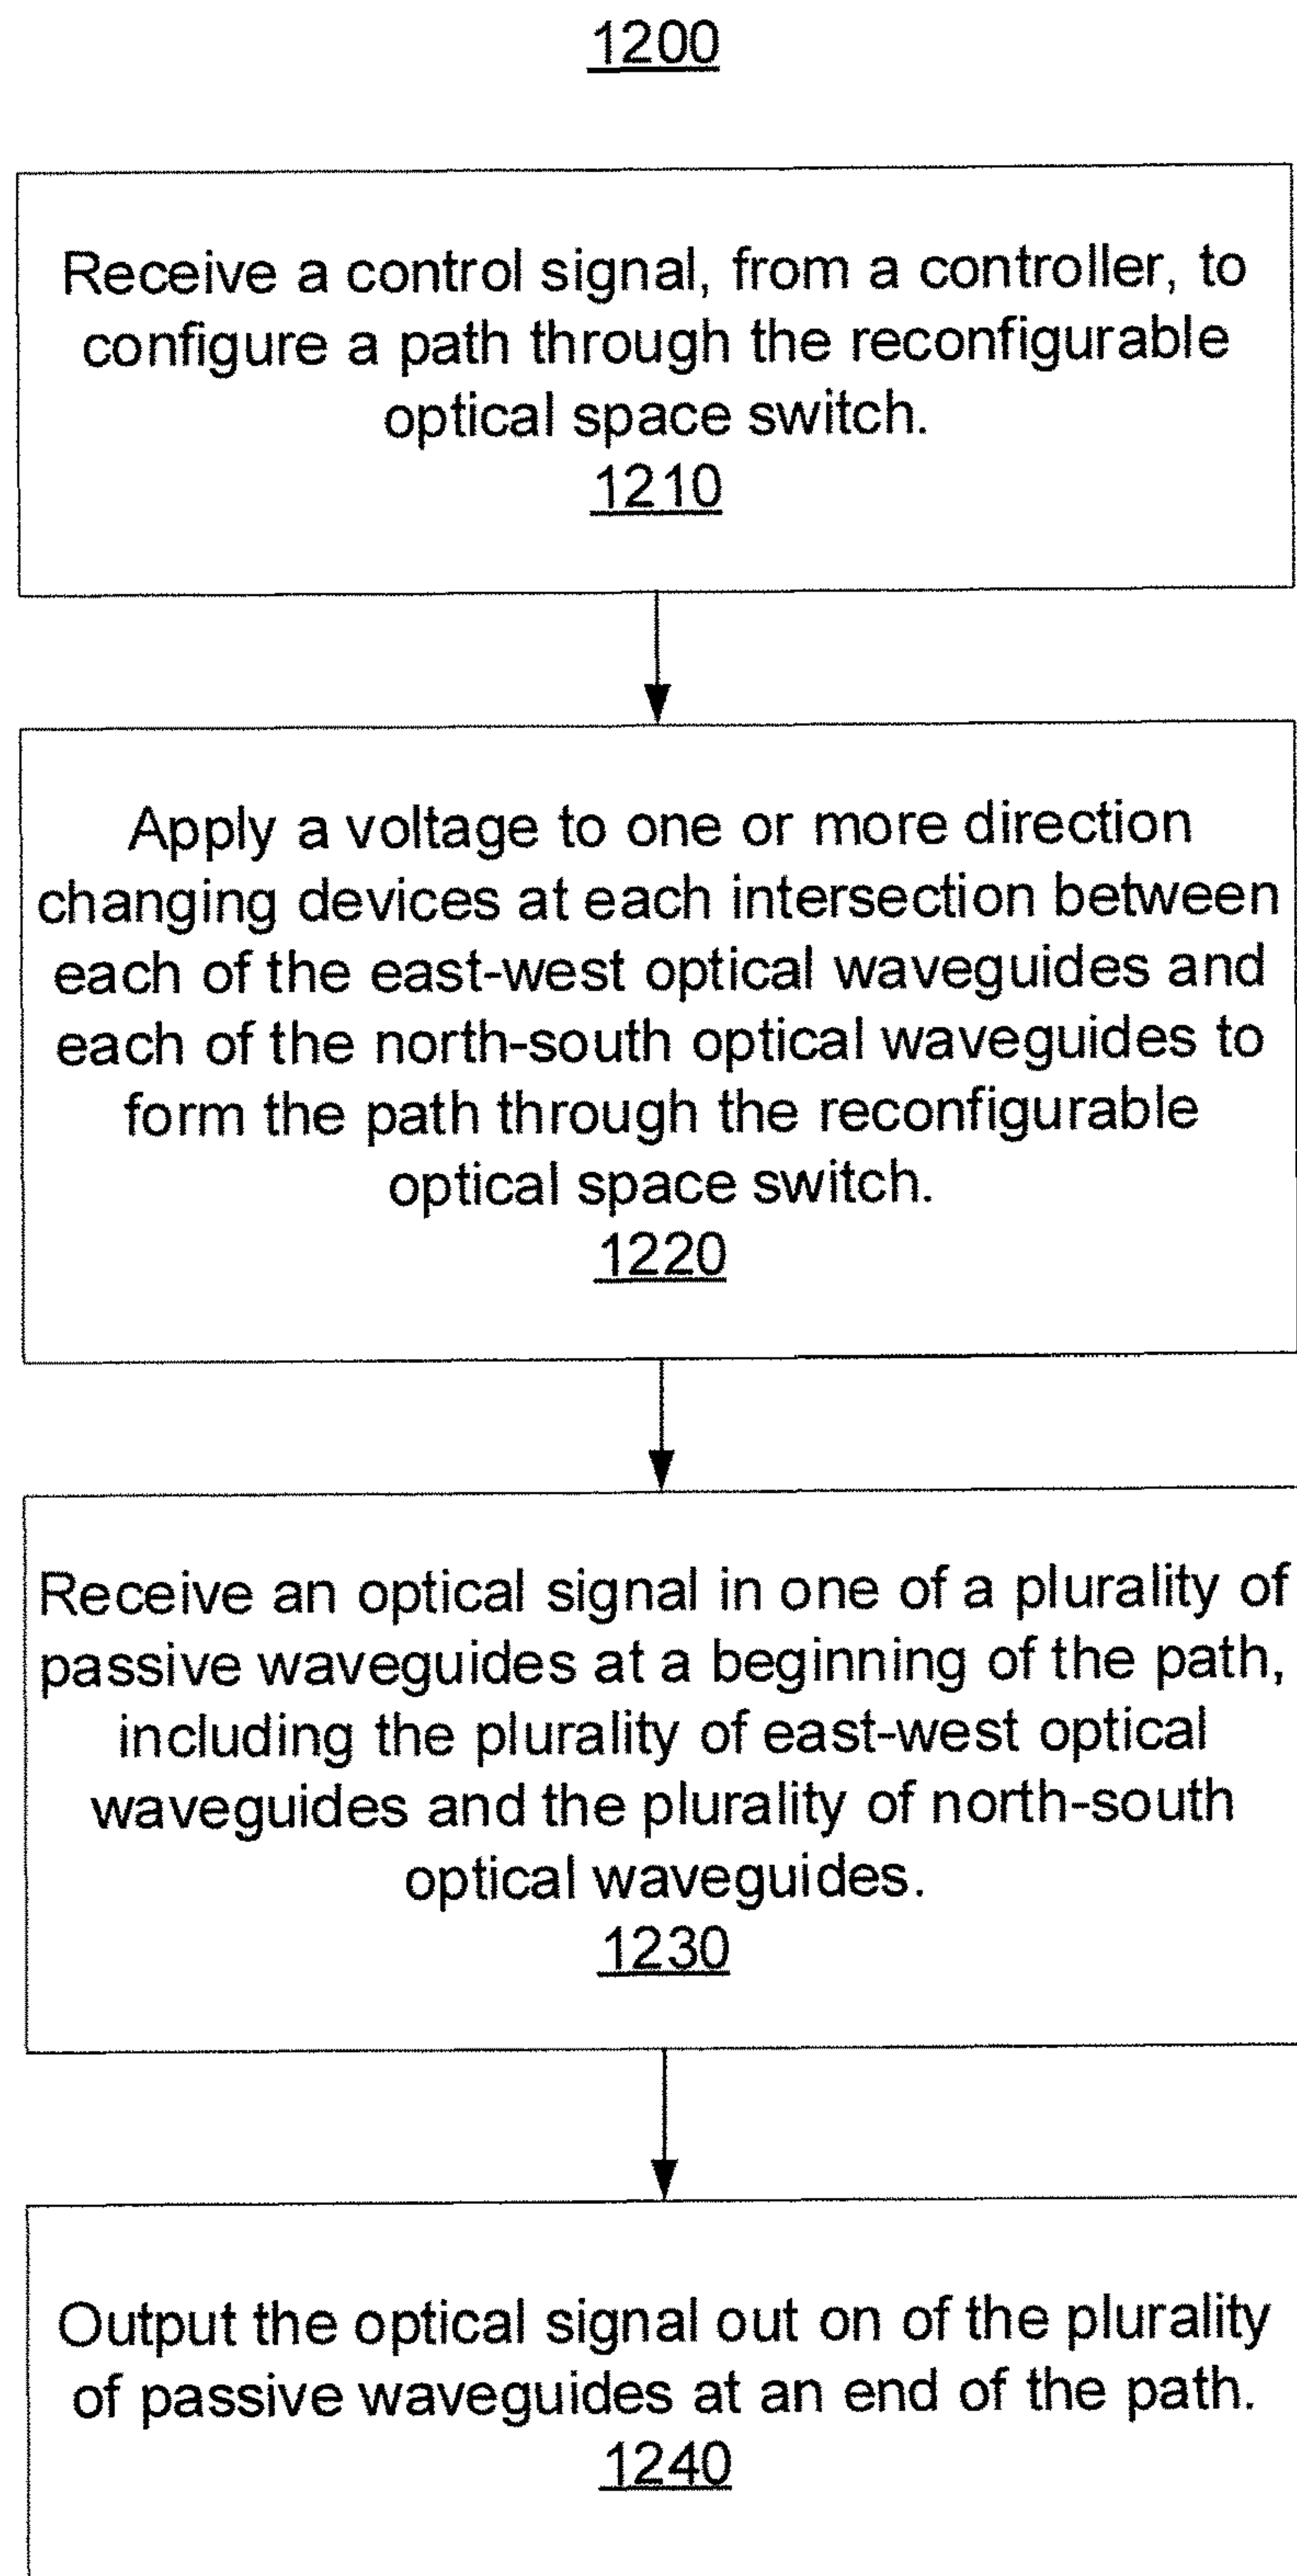 1200
Receive a control signal, from a controller, to
configure a path through the reconfigurable
optical space switch.
1210
Apply a voltage to one or more direction
changing devices at each intersection between
each of the east-west optical waveguides and
each of the north-south optical waveguides to
form the path through the reconfigurable
optical space switch.
1220
Receive an optical signal in one of a plurality of
passive waveguides at a beginning of the path,
including the plurality of east-west optical
waveguides and the plurality of north-south
optical waveguides.
1230
Output the optical signal out on of the plurality
of passive waveguides at an end of the path.
1240